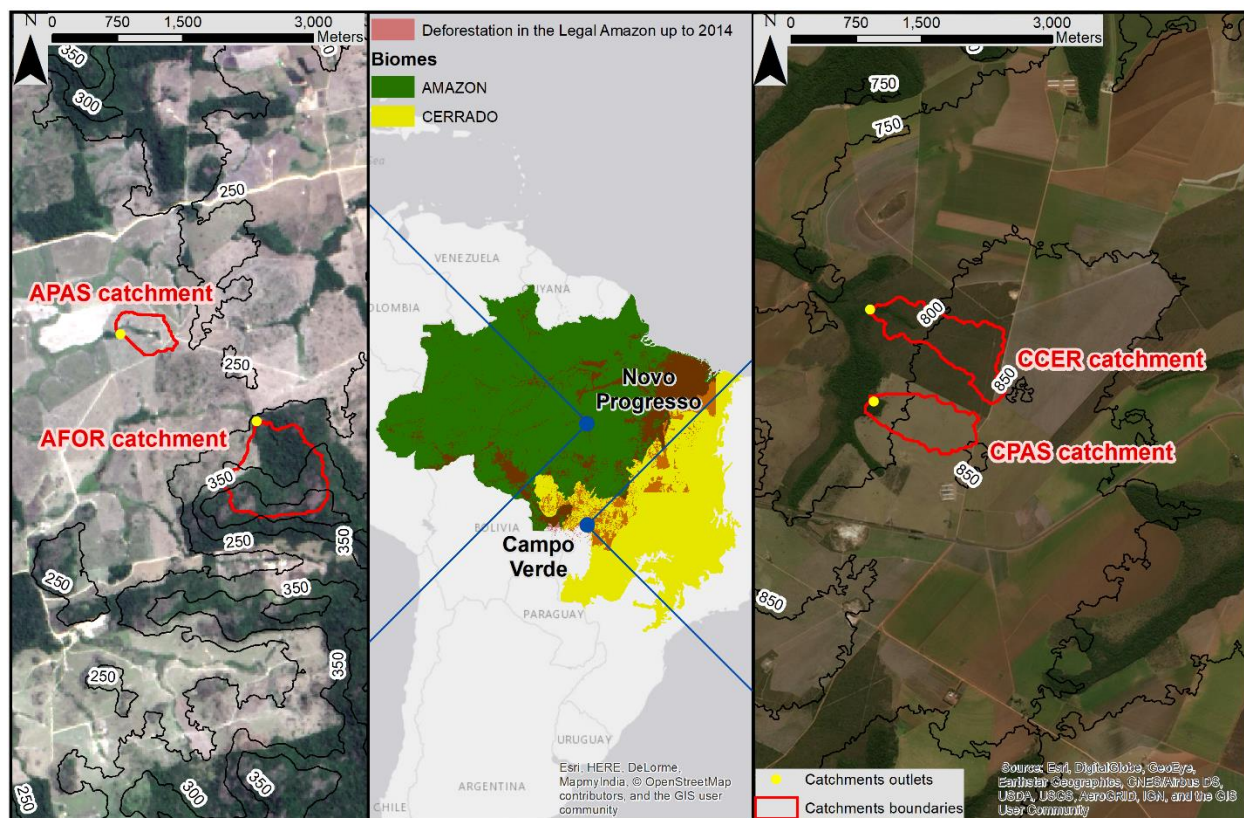 N
0 750 1,500 3,000
Meters
350
300
250
APAS catchment
250
AFOR catchment
350
250
350
250
350
250
350
250
300
350
250
Deforestation in the Legal Amazon up to 2014
Biomes
AMAZON
CERRADO
Sea
VENEZUELA
GUYANA
OLOMBIA
Novo
Progresso
BOLIVIA
Campo
Verde
PARAGUAY
URUGUAY
ARGENTINA
CHILE
Esri, HERE, DeLorme,
MapmyIndia, © OpenStreetMap
contributors, and the GIS user
community
N
0 750 1,500 3,000
Meters
750
750
800
CCER catchment
850
CPAS catchment
850
850
Catchments outlets
Catchments boundaries
Source: Esri, DigitalGlobe, GeoEye,
Earthstar Geographics, CNES/Airbus DS,
USDA, USGS, AeroGRID, IGN, and the GIS
User Community